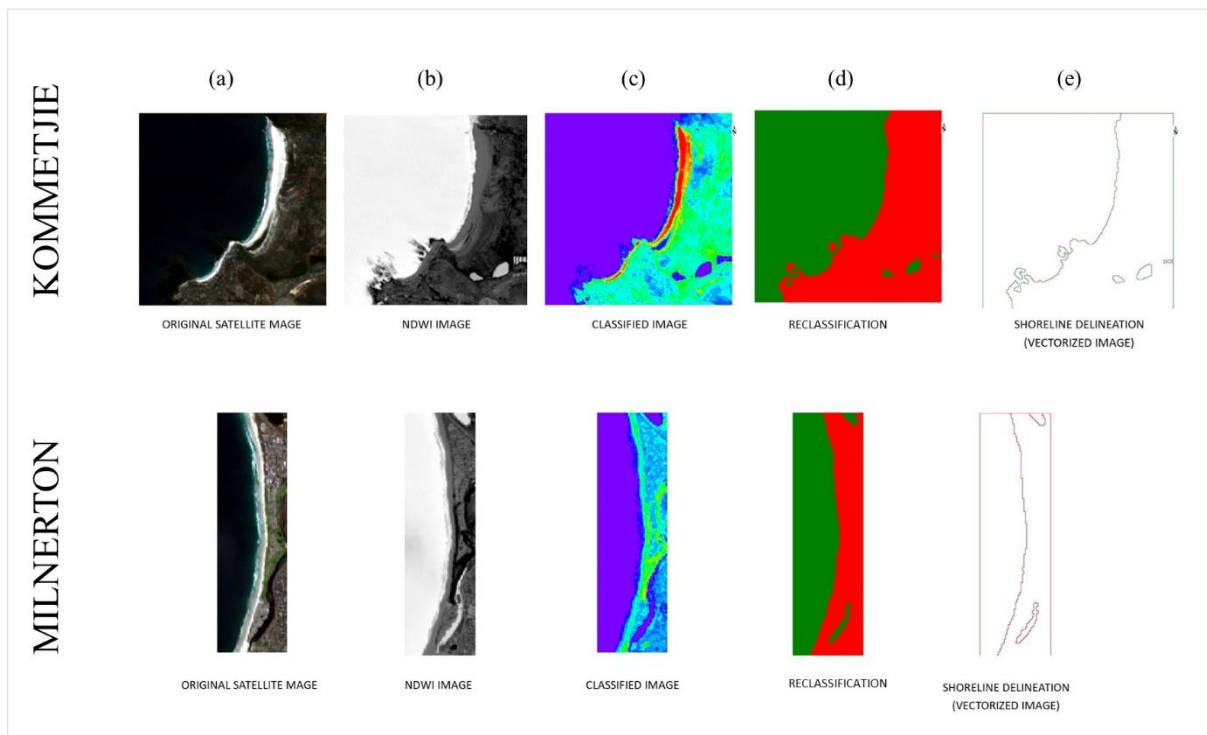 (a) (b) (c) (d) (e)
KOMMETJIE
ORIGINAL SATELLITE MAGE
NDWI IMAGE
CLASSIFIED IMAGE
RECLASSIFICATION
SHORELINE DELINEATION
(VECTORIZED IMAGE)
MILNERTON
ORIGINAL SATELLITE MAGE
NDWI IMAGE
CLASSIFIED IMAGE
RECLASSIFICATION
SHORELINE DELINEATION
(VECTORIZED IMAGE)